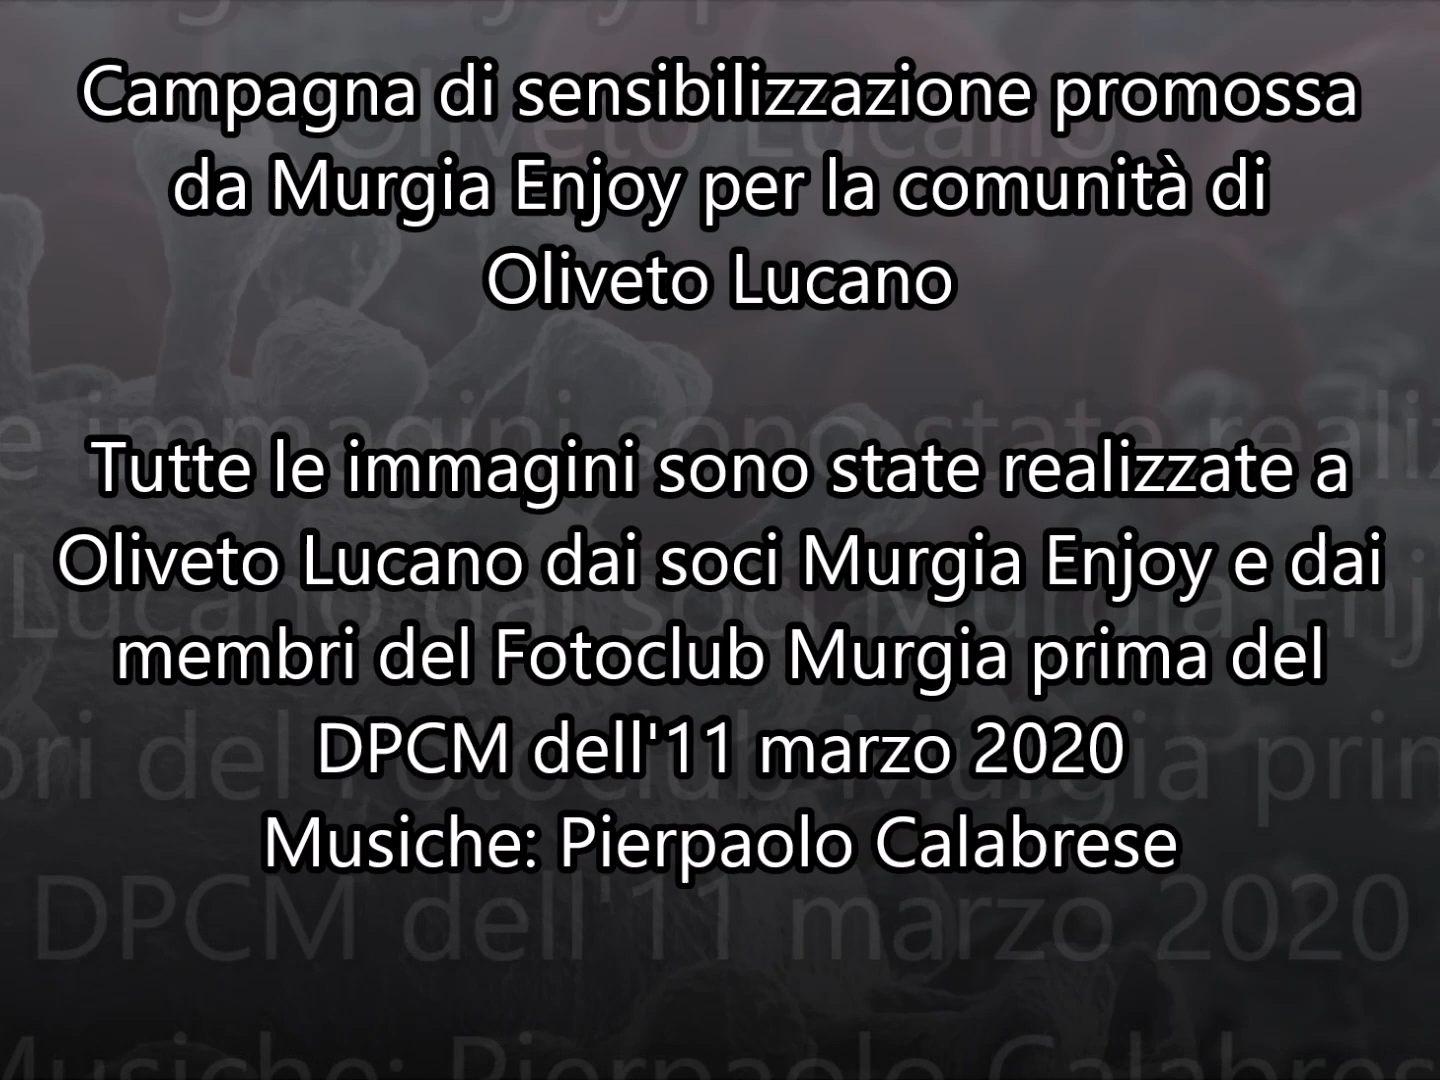 Campagna di sensibilizzazione promossa
da Murgia Enjoy per la comunità di
Oliveto Lucano
Tutte le immagini sono state realizzate a
Oliveto Lucano dai soci Murgia Enjoy e dai
membri del Fotoclub Murgia prima del
DPCM dell'11 marzo 2020
Musiche: Pierpaolo Calabrese